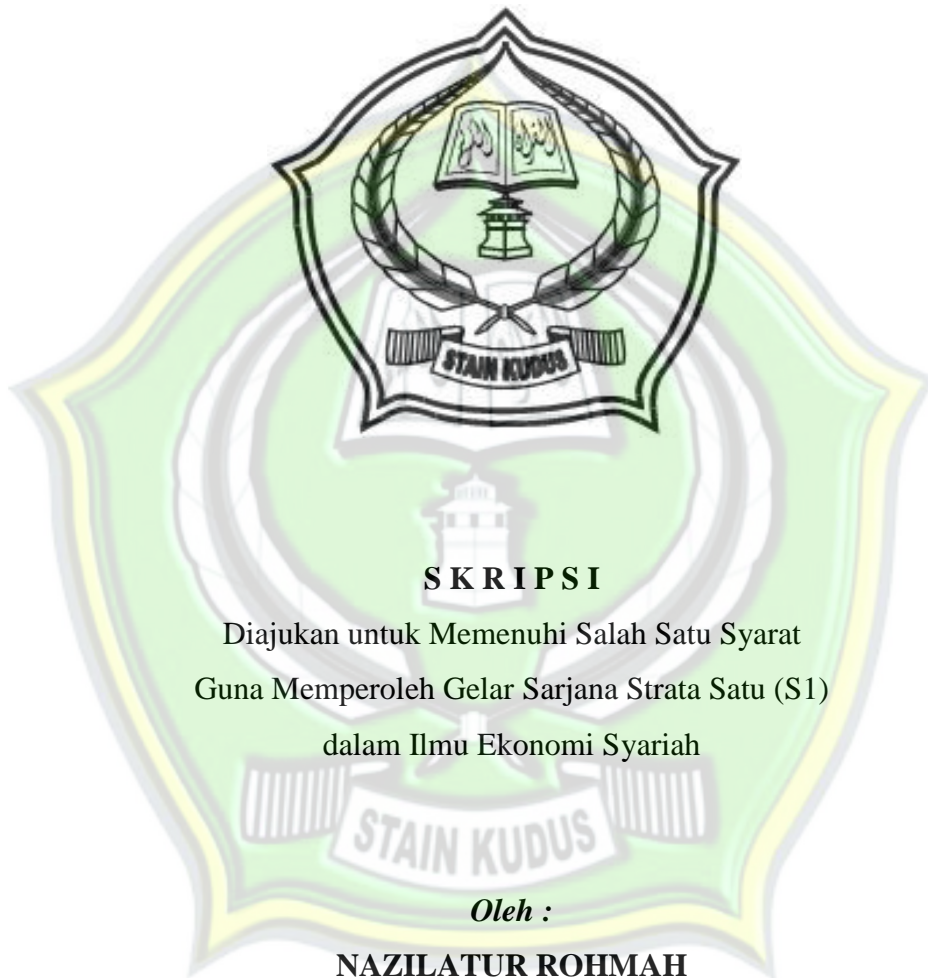 STAIN KUDUS
S K R I P S I
Diajukan untuk Memenuhi Salah Satu Syarat
Guna Memperoleh Gelar Sarjana Strata Satu (S1)
dalam Ilmu Ekonomi Syariah
STAIN KUDUS
Oleh :
NAZILATUR ROHMAH